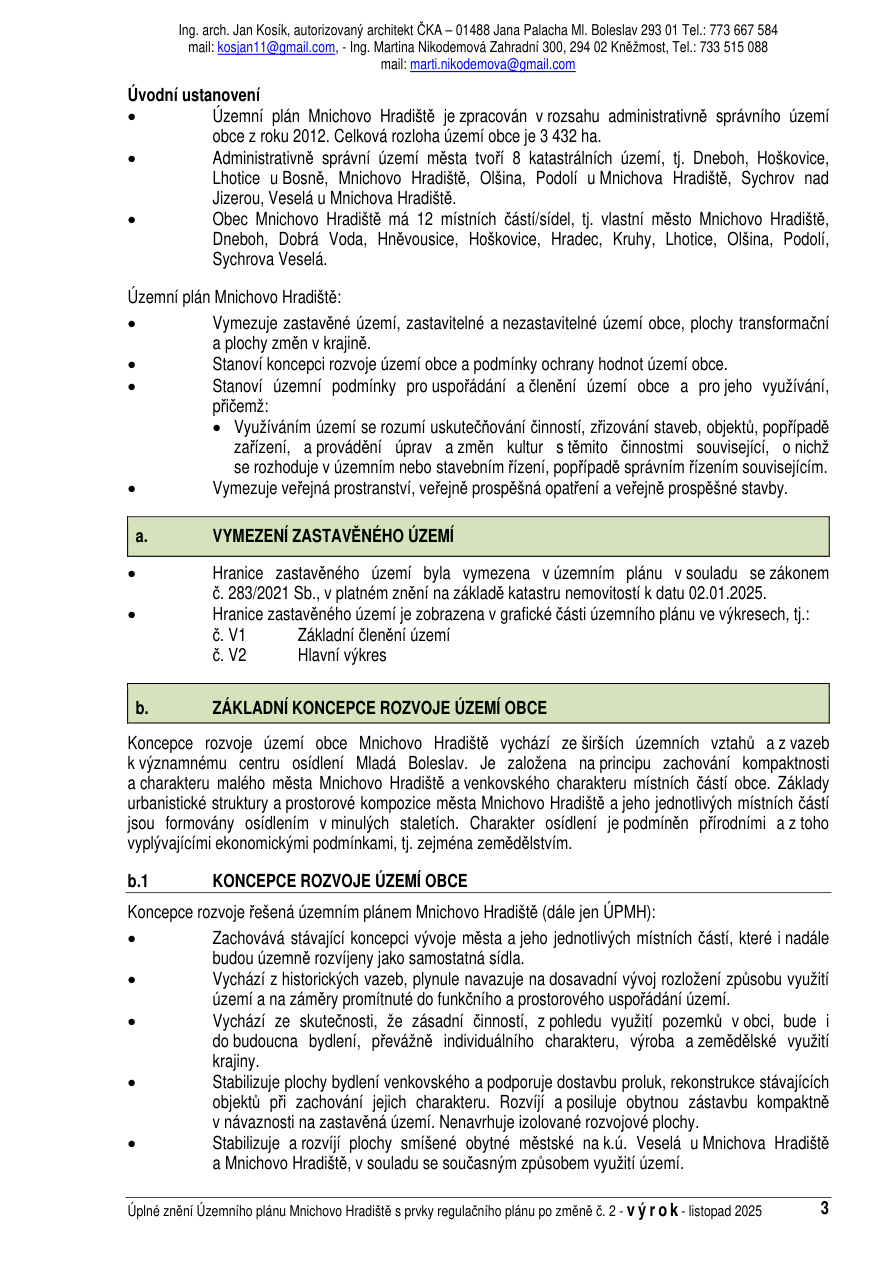 Ing. arch. Jan Kosík, autorizovaný architekt ČKA – 01488 Jana Palacha Ml. Boleslav 293 01 Tel.: 773 667 584
mail: kosjan11@gmail.com, - Ing. Martina Nikodemová Zahradní 300, 294 02 Kněžmost, Tel.: 733 515 088
mail: marti.nikodemova@gmail.com
Úvodní ustanovení
• Územní plán Mnichovo Hradiště je zpracován v rozsahu administrativně správního území
obce z roku 2012. Celková rozloha území obce je 3 432 ha.
• Administrativně správní území města tvoří 8 katastrálních území, tj. Dneboh, Hoškovice,
Lhotice u Bosně, Mnichovo Hradiště, Olšina, Podolí u Mnichova Hradiště, Sychrov nad
Jizerou, Veselá u Mnichova Hradiště.
• Obec Mnichovo Hradiště má 12 místních částí/sídel, tj. vlastní město Mnichovo Hradiště,
Dneboh, Dobrá Voda, Hněvousice, Hoškovice, Hradec, Kruhy, Lhotice, Olšina, Podolí,
Sychrova Veselá.
Územní plán Mnichovo Hradiště:
• Vymezuje zastavěné území, zastavitelné a nezastavitelné území obce, plochy transformační
a plochy změn v krajině.
• Stanoví koncepci rozvoje území obce a podmínky ochrany hodnot území obce.
• Stanoví územní podmínky pro uspořádání a členění území obce a pro jeho využívání,
přičemž:
• Využíváním území se rozumí uskutečňování činností, zřizování staveb, objektů, popřípadě
zařízení, a provádění úprav a změn kultur s těmito činnostmi související, o nichž
se rozhoduje v územním nebo stavebním řízení, popřípadě správním řízením souvisejícím.
• Vymezuje veřejná prostranství, veřejně prospěšná opatření a veřejně prospěšné stavby.
a. VYMEZENÍ ZASTAVĚNÉHO ÚZEMÍ
• Hranice zastavěného území byla vymezena v územním plánu v souladu se zákonem
č. 283/2021 Sb., v platném znění na základě katastru nemovitostí k datu 02.01.2025.
• Hranice zastavěného území je zobrazena v grafické části územního plánu ve výkresech, tj.:
č. V1 Základní členění území
č. V2 Hlavní výkres
b. ZÁKLADNÍ KONCEPCE ROZVOJE ÚZEMÍ OBCE
Koncepce rozvoje území obce Mnichovo Hradiště vychází ze širších územních vztahů a z vazeb
k významnému centru osídlení Mladá Boleslav. Je založena na principu zachování kompaktnosti
a charakteru malého města Mnichovo Hradiště a venkovského charakteru místních částí obce. Základy
urbanistické struktury a prostorové kompozice města Mnichovo Hradiště a jeho jednotlivých místních částí
jsou formovány osídlením v minulých staletích. Charakter osídlení je podmíněn přírodními a z toho
vyplývajícími ekonomickými podmínkami, tj. zejména zemědělstvím.
b.1 KONCEPCE ROZVOJE ÚZEMÍ OBCE
Koncepce rozvoje řešená územním plánem Mnichovo Hradiště (dále jen ÚPMH):
• Zachovává stávající koncepci vývoje města a jeho jednotlivých místních částí, které i nadále
budou územně rozvíjeny jako samostatná sídla.
• Vychází z historických vazeb, plynule navazuje na dosavadní vývoj rozložení způsobu využití
území a na záměry promítnuté do funkčního a prostorového uspořádání území.
• Vychází ze skutečnosti, že zásadní činností, z pohledu využití pozemků v obci, bude i
do budoucna bydlení, převážně individuálního charakteru, výroba a zemědělské využití
krajiny.
• Stabilizuje plochy bydlení venkovského a podporuje dostavbu proluk, rekonstrukce stávajících
objektů při zachování jejich charakteru. Rozvíjí a posiluje obytnou zástavbu kompaktně
v návaznosti na zastavěná území. Nenavrhuje izolované rozvojové plochy.
• Stabilizuje a rozvíjí plochy smíšené obytné městské na k.ú. Veselá u Mnichova Hradiště
a Mnichovo Hradiště, v souladu se současným způsobem využití území.
Úplné znění Územního plánu Mnichovo Hradiště s prvky regulačního plánu po změně č. 2 - v ý r o k - listopad 2025 3